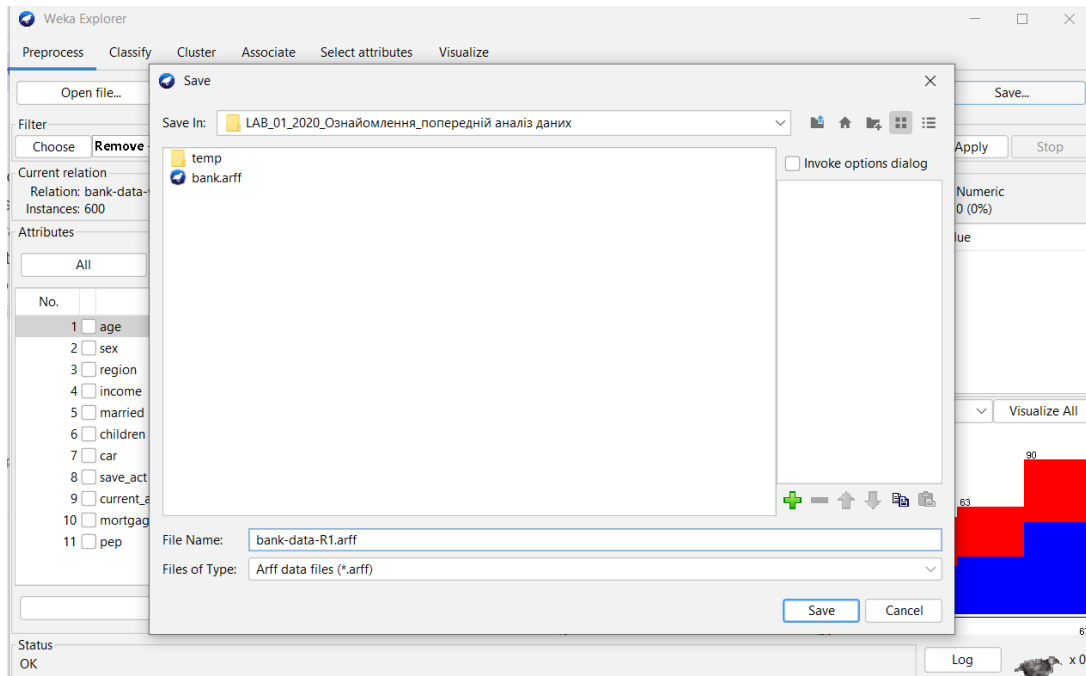 Weka Explorer
Preprocess Classify Cluster Associate Select attributes Visualize
Save
Open file...
Save...
Save In: LAB_01_2020_Ознайомлення_попередній аналіз даних
Filter
Choose Remove
Apply Stop
temp
bank.arff
Invoke options dialog
Current relation
Relation: bank-data-
Instances: 600
Numeric
0 (0%)
Attributes
All
No.
1 age
2 sex
3 region
4 income
5 married
6 children
7 car
8 save_act
9 current_a
10 mortgag
11 pep
Visualize All
90
63
File Name: bank-data-R1.arff
Files of Type: Arff data files (*.arff)
Save Cancel
Status
OK
Log
x 0